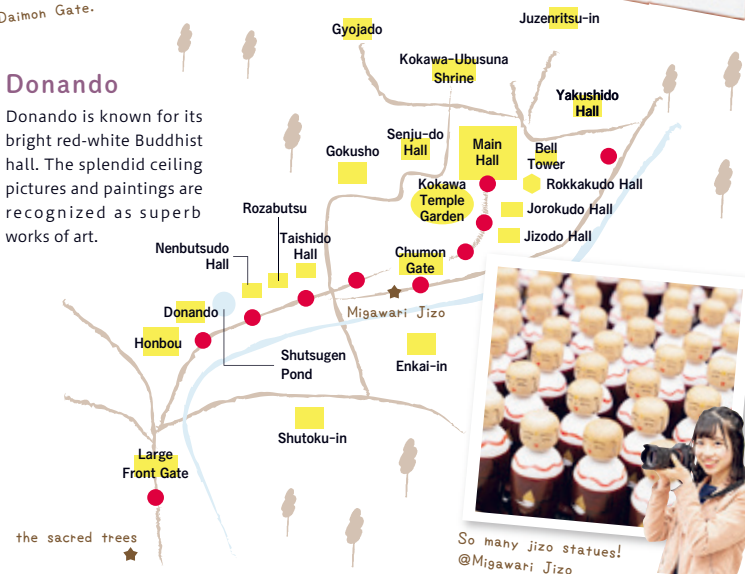 Daimon Gate.
Donando
Donando is known for its
bright red-white Buddhist
hall. The splendid ceiling
pictures and paintings are
recognized as superb
works of art.
Juzenritsu-in
Gyojado
Kokawa-Ubusuna
Shrine
Yakushido
Hall
Senju-do
Hall
Main
Hall
Bell
Tower
Gokusho
Rokkakudo Hall
Kokawa
Temple
Garden
Jorokudo Hall
Rozabutsu
Jizodo Hall
Taishido
Hall
Nenbutsudo
Hall
Chumon
Gate
Donando
Migawari Jizo
Honbou
Shutsugen
Pond
Enkai-in
Shutoku-in
Large
Front Gate
the sacred trees
So many jizo statues!
@Migawari Jizo